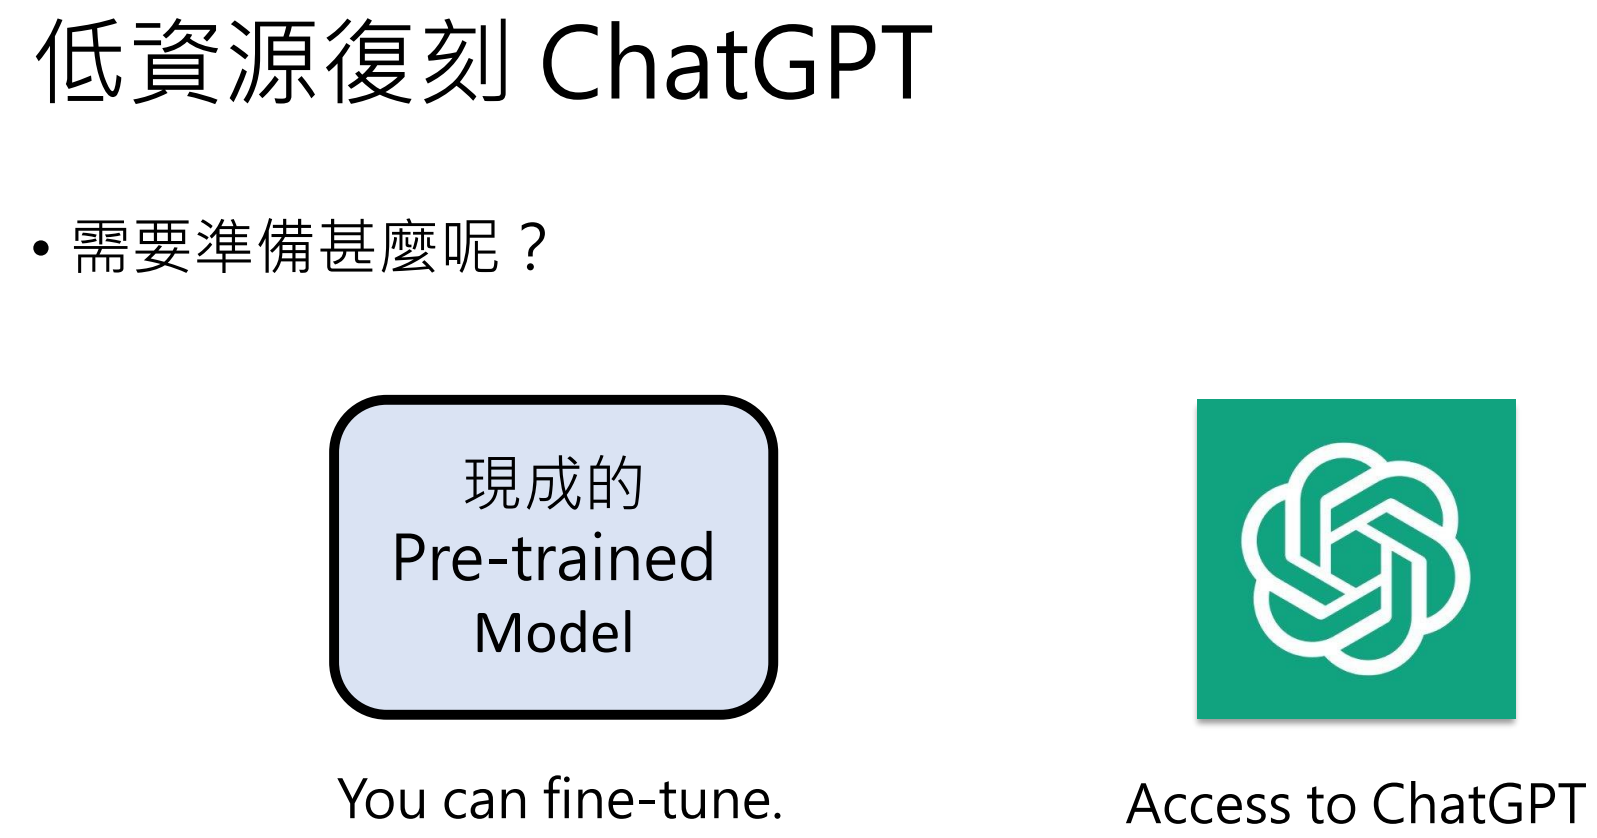 低資源復刻 ChatGPT
• 需要準備甚麼呢？
現成的
Pre-trained
Model
You can fine-tune.
Access to ChatGPT